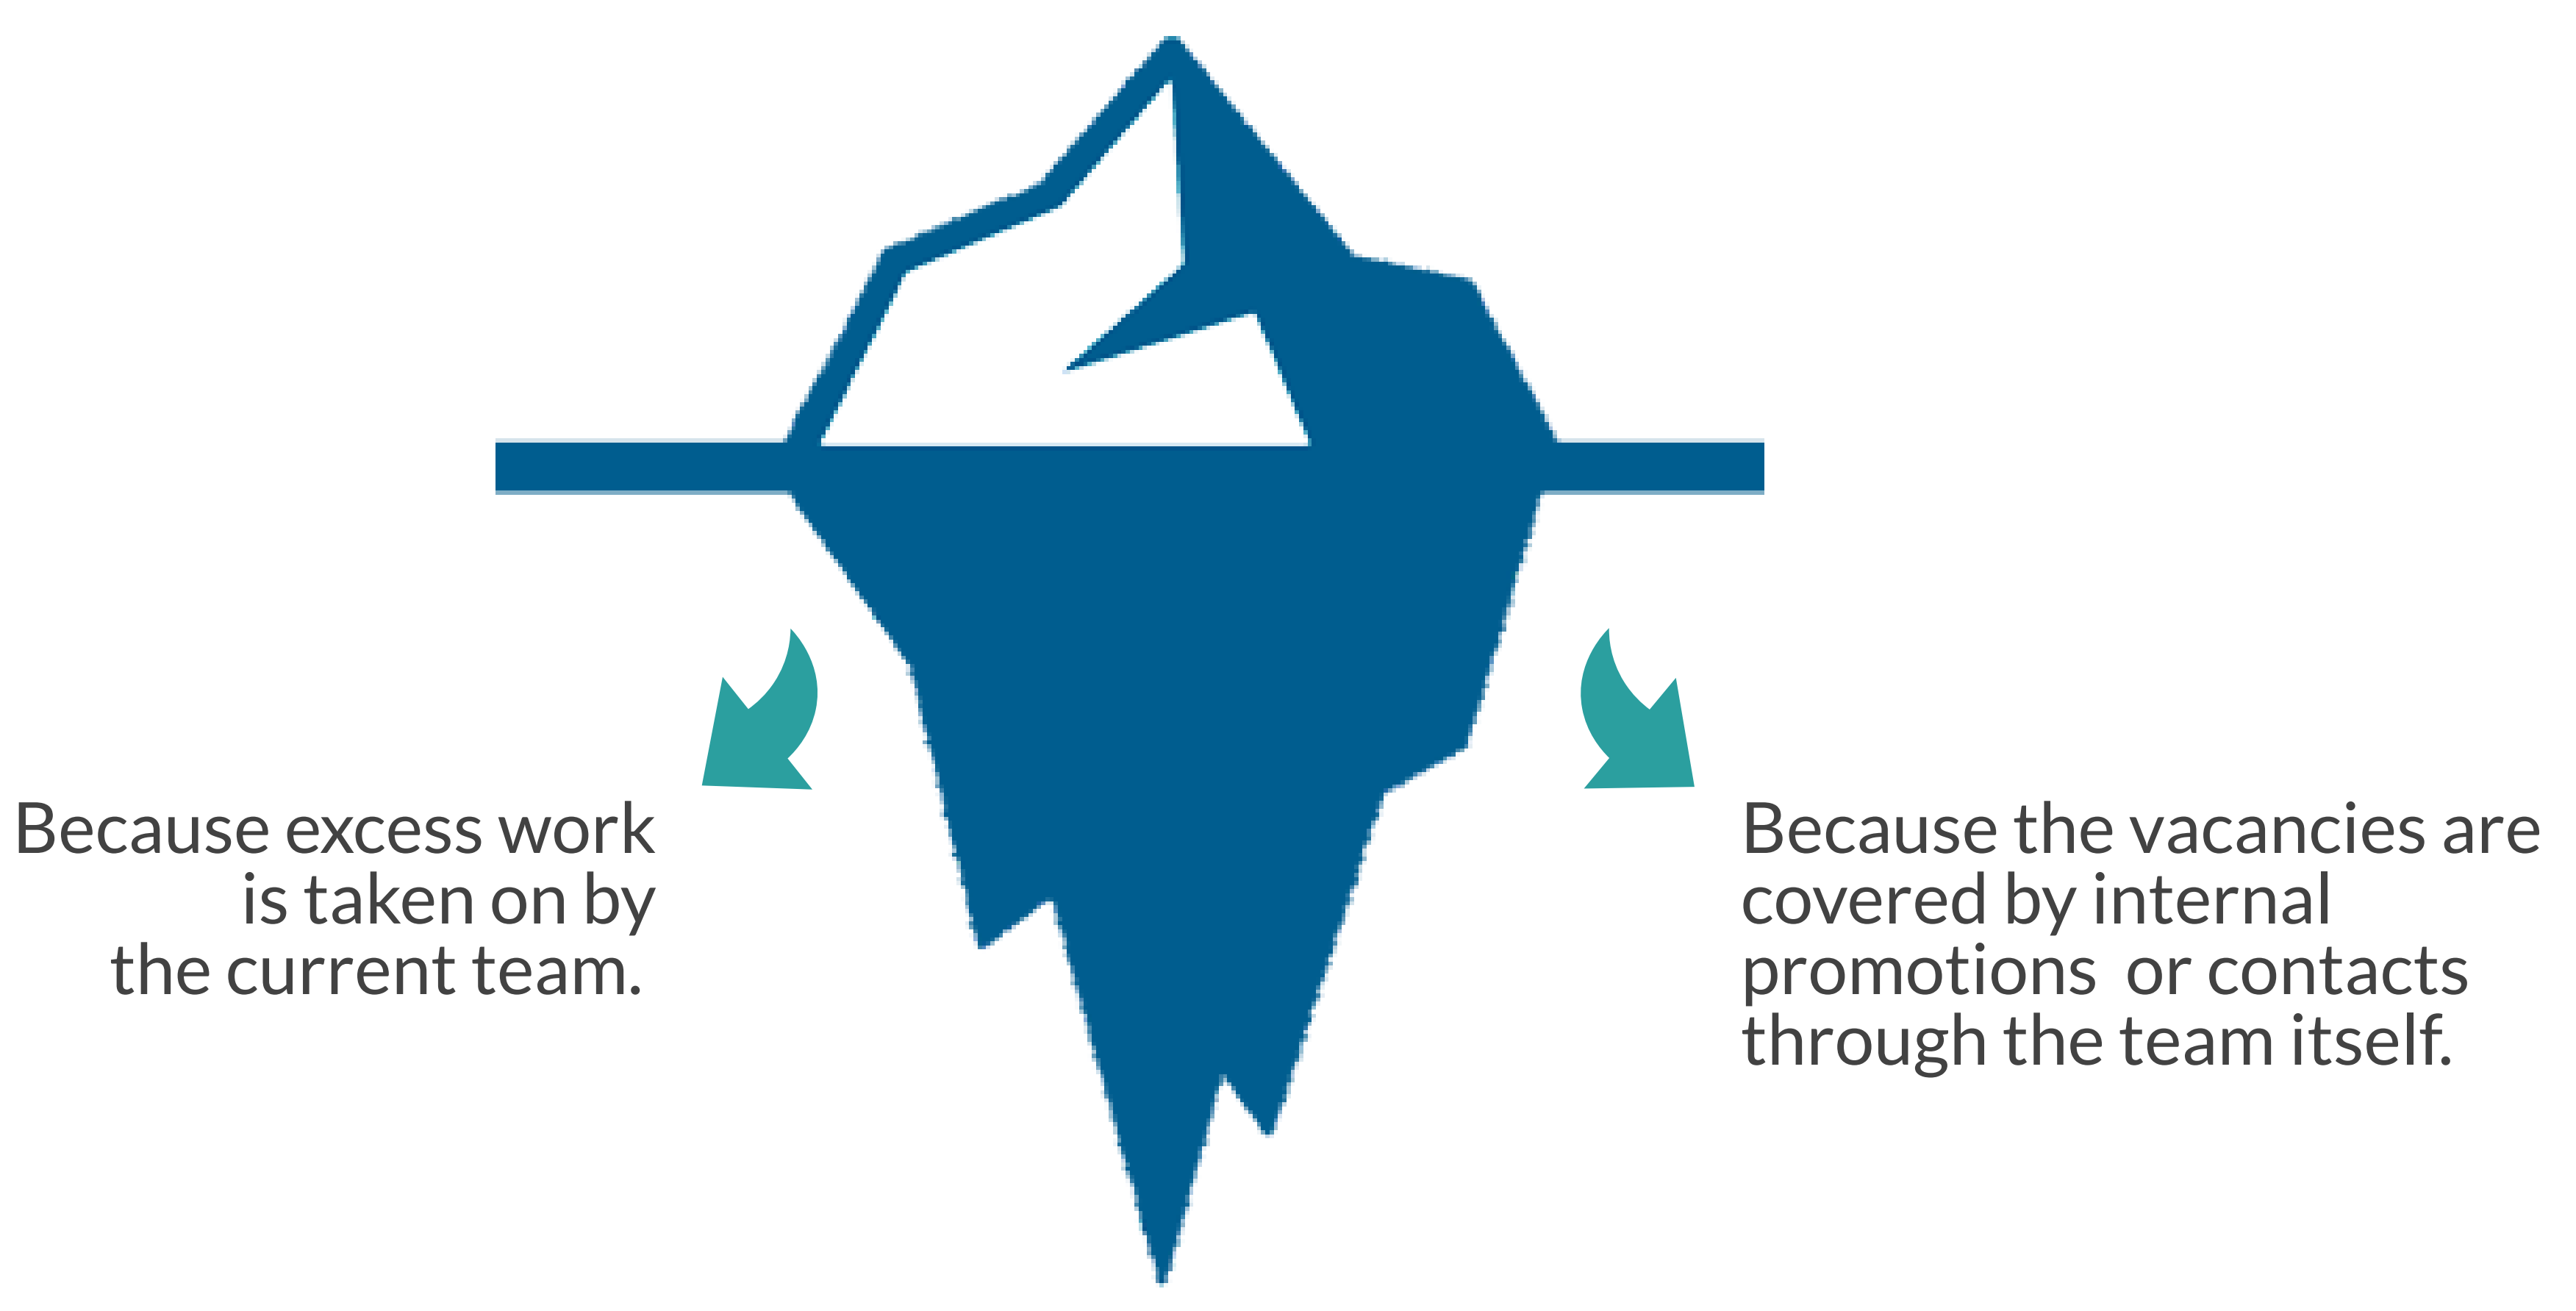 Because excess work
is taken on by
the current team.
Because the vacancies are
covered by internal
promotions  or contacts
through the team itself.